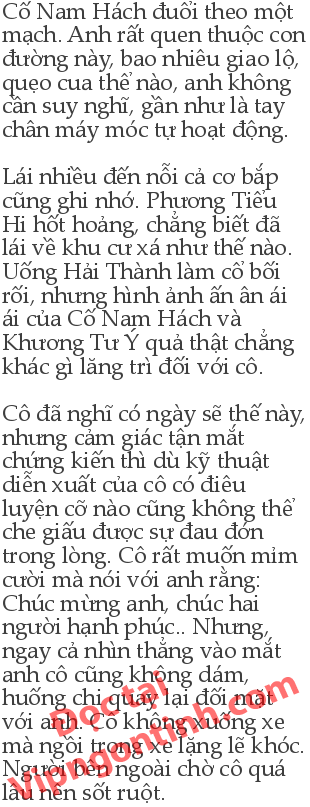 Cố Nam Hách đuổi theo một
mạch. Anh rất quen thuộc con
đường này, bao nhiêu giao lộ,
quẹo cua thế nào, anh không
cần suy nghĩ, gần như là tay
chân máy móc tự hoạt động.
Lái nhiều đến nỗi cả cơ bắp
cũng ghi nhớ. Phương Tiểu
Hi hốt hoảng, chẳng biết đã
lái về khu cư xá như thế nào.
Uống Hải Thành làm cổ bối
rối, nhưng hình ảnh ấn ân ái
ái của Cố Nam Hách và
Khương Tư Ý quả thật chẳng
khác gì lăng trì đối với cô.
Cô đã nghĩ có ngày sẽ thế này,
nhưng cảm giác tận mắt
chứng kiến thì dù kỹ thuật
diễn xuất của cô có điêu
luyện cỡ nào cũng không thể
che giấu được sự đau đớn
trong lòng. Cô rất muốn mỉm
cười mà nói với anh rằng:
Chúc mừng anh, chúc hai
người hạnh phúc.. Nhưng,
ngay cả nhìn thẳng vào mắt
anh cô cũng không dám,
huống chi quay lại đối mặt
với anh. Cô không xuống xe
mà ngồi trong xe lặng lẽ khóc.
Người bên ngoài chờ cô quá
lâu nên sốt ruột.
Doctai
Vipngontinh.com